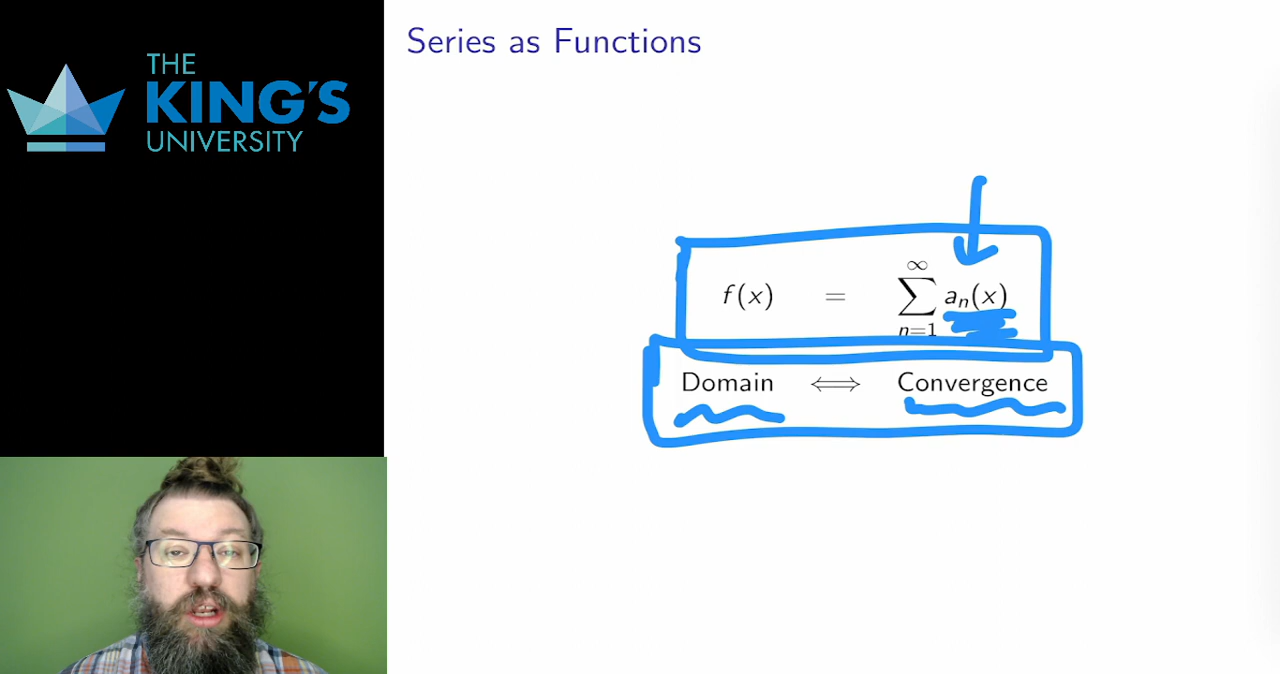 THE
KING'S
UNIVERSITY
Series as Functions
f(x) = ∑_{n=1}^{∞} a_n(x)
Domain ⟺ Convergence